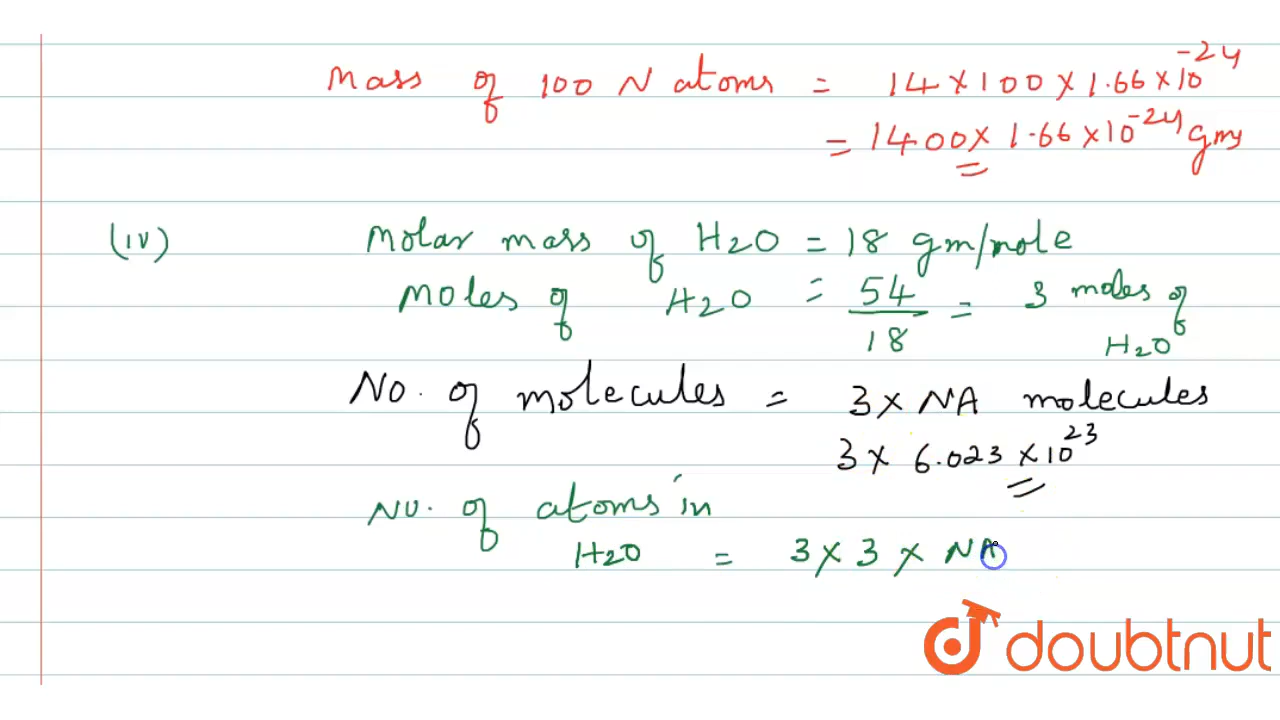 Mass of 100 N atoms = 14 × 100 × 1.66 × 10⁻²⁴
= 1400 × 1.66 × 10⁻²⁴ gms
(iv) Molar mass of H2O = 18 gm/mole
Moles of H2O = 54/18 = 3 moles of H2O
No. of molecules = 3 × NA molecules
3 × 6.023 × 10²³
No. of atoms in
H2O = 3 × 3 × NA
doubtnut